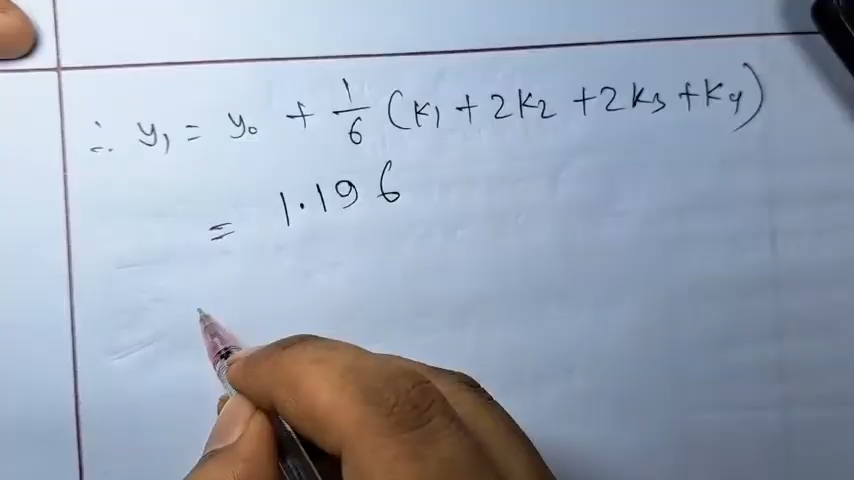 ∴ y₁ = y₀ + 1/6 (K₁ + 2K₂ + 2K₃ + K₄)
= 1.196